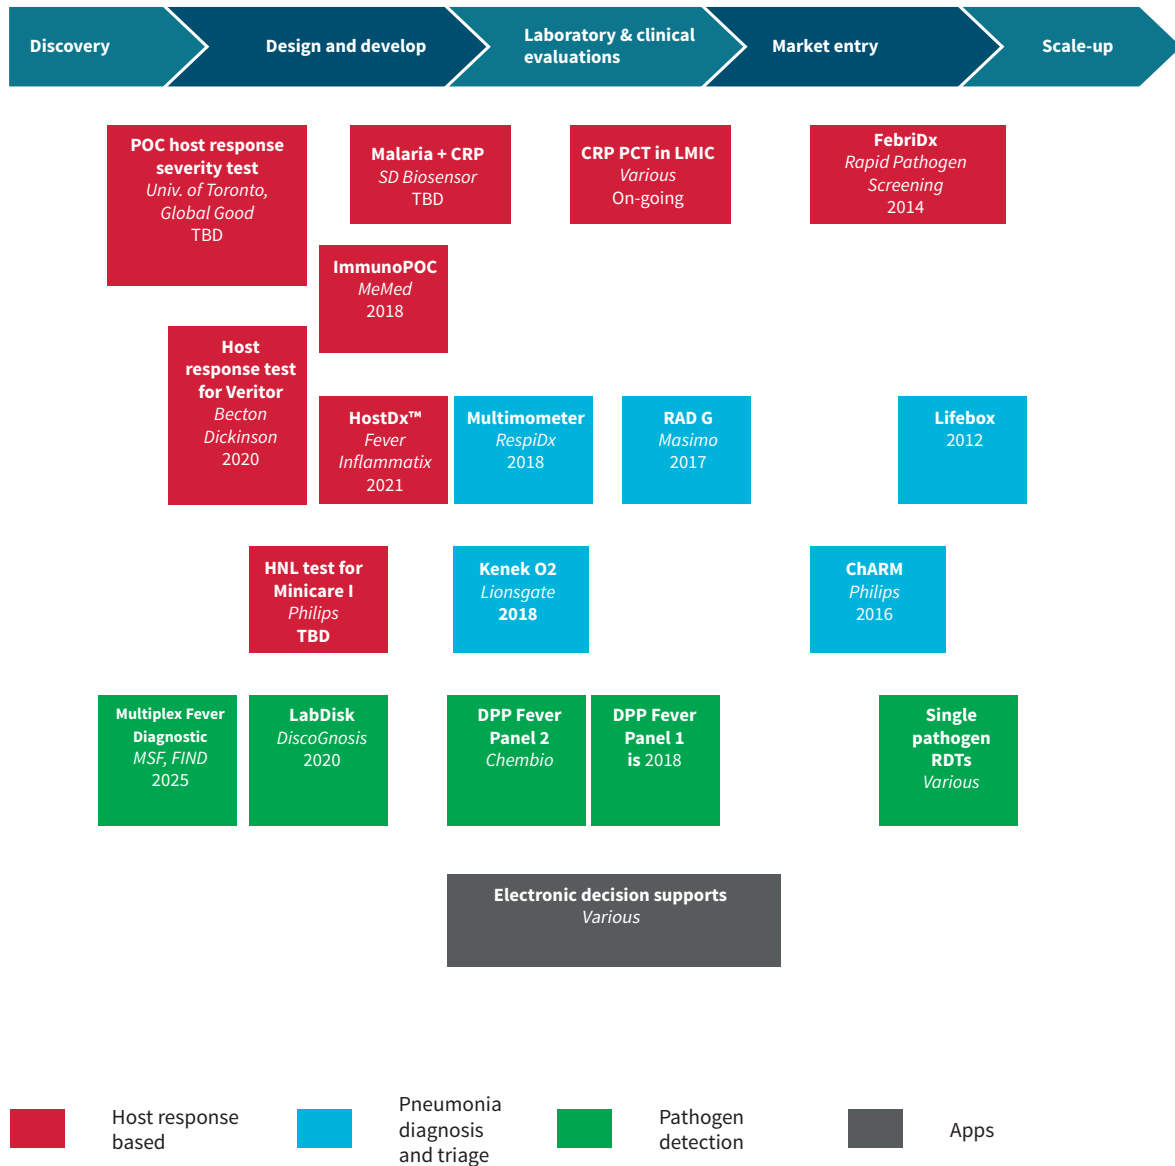 Discovery
Design and develop
Laboratory & clinical
evaluations
Market entry
Scale-up
POC host response
severity test
Univ. of Toronto,
Global Good
TBD
Malaria + CRP
SD Biosensor
TBD
CRP PCT in LMIC
Various
On-going
FebriDx
Rapid Pathogen
Screening
2014
ImmunoPOC
MeMed
2018
Host
response test
for Veritor
Becton
Dickinson
2020
HostDx™
Fever
Inflammatix
2021
Multimometer
RespiDx
2018
RAD G
Masimo
2017
Lifebox
2012
HNL test for
Minicare I
Philips
TBD
Kenek O2
Lionsgate
2018
ChARM
Philips
2016
Multiplex Fever
Diagnostic
MSF, FIND
2025
LabDisk
DiscoGnosis
2020
DPP Fever
Panel 2
Chembio
DPP Fever
Panel 1
is 2018
Single
pathogen
RDTs
Various
Electronic decision supports
Various
Host response
based
Pneumonia
diagnosis
and triage
Pathogen
detection
Apps